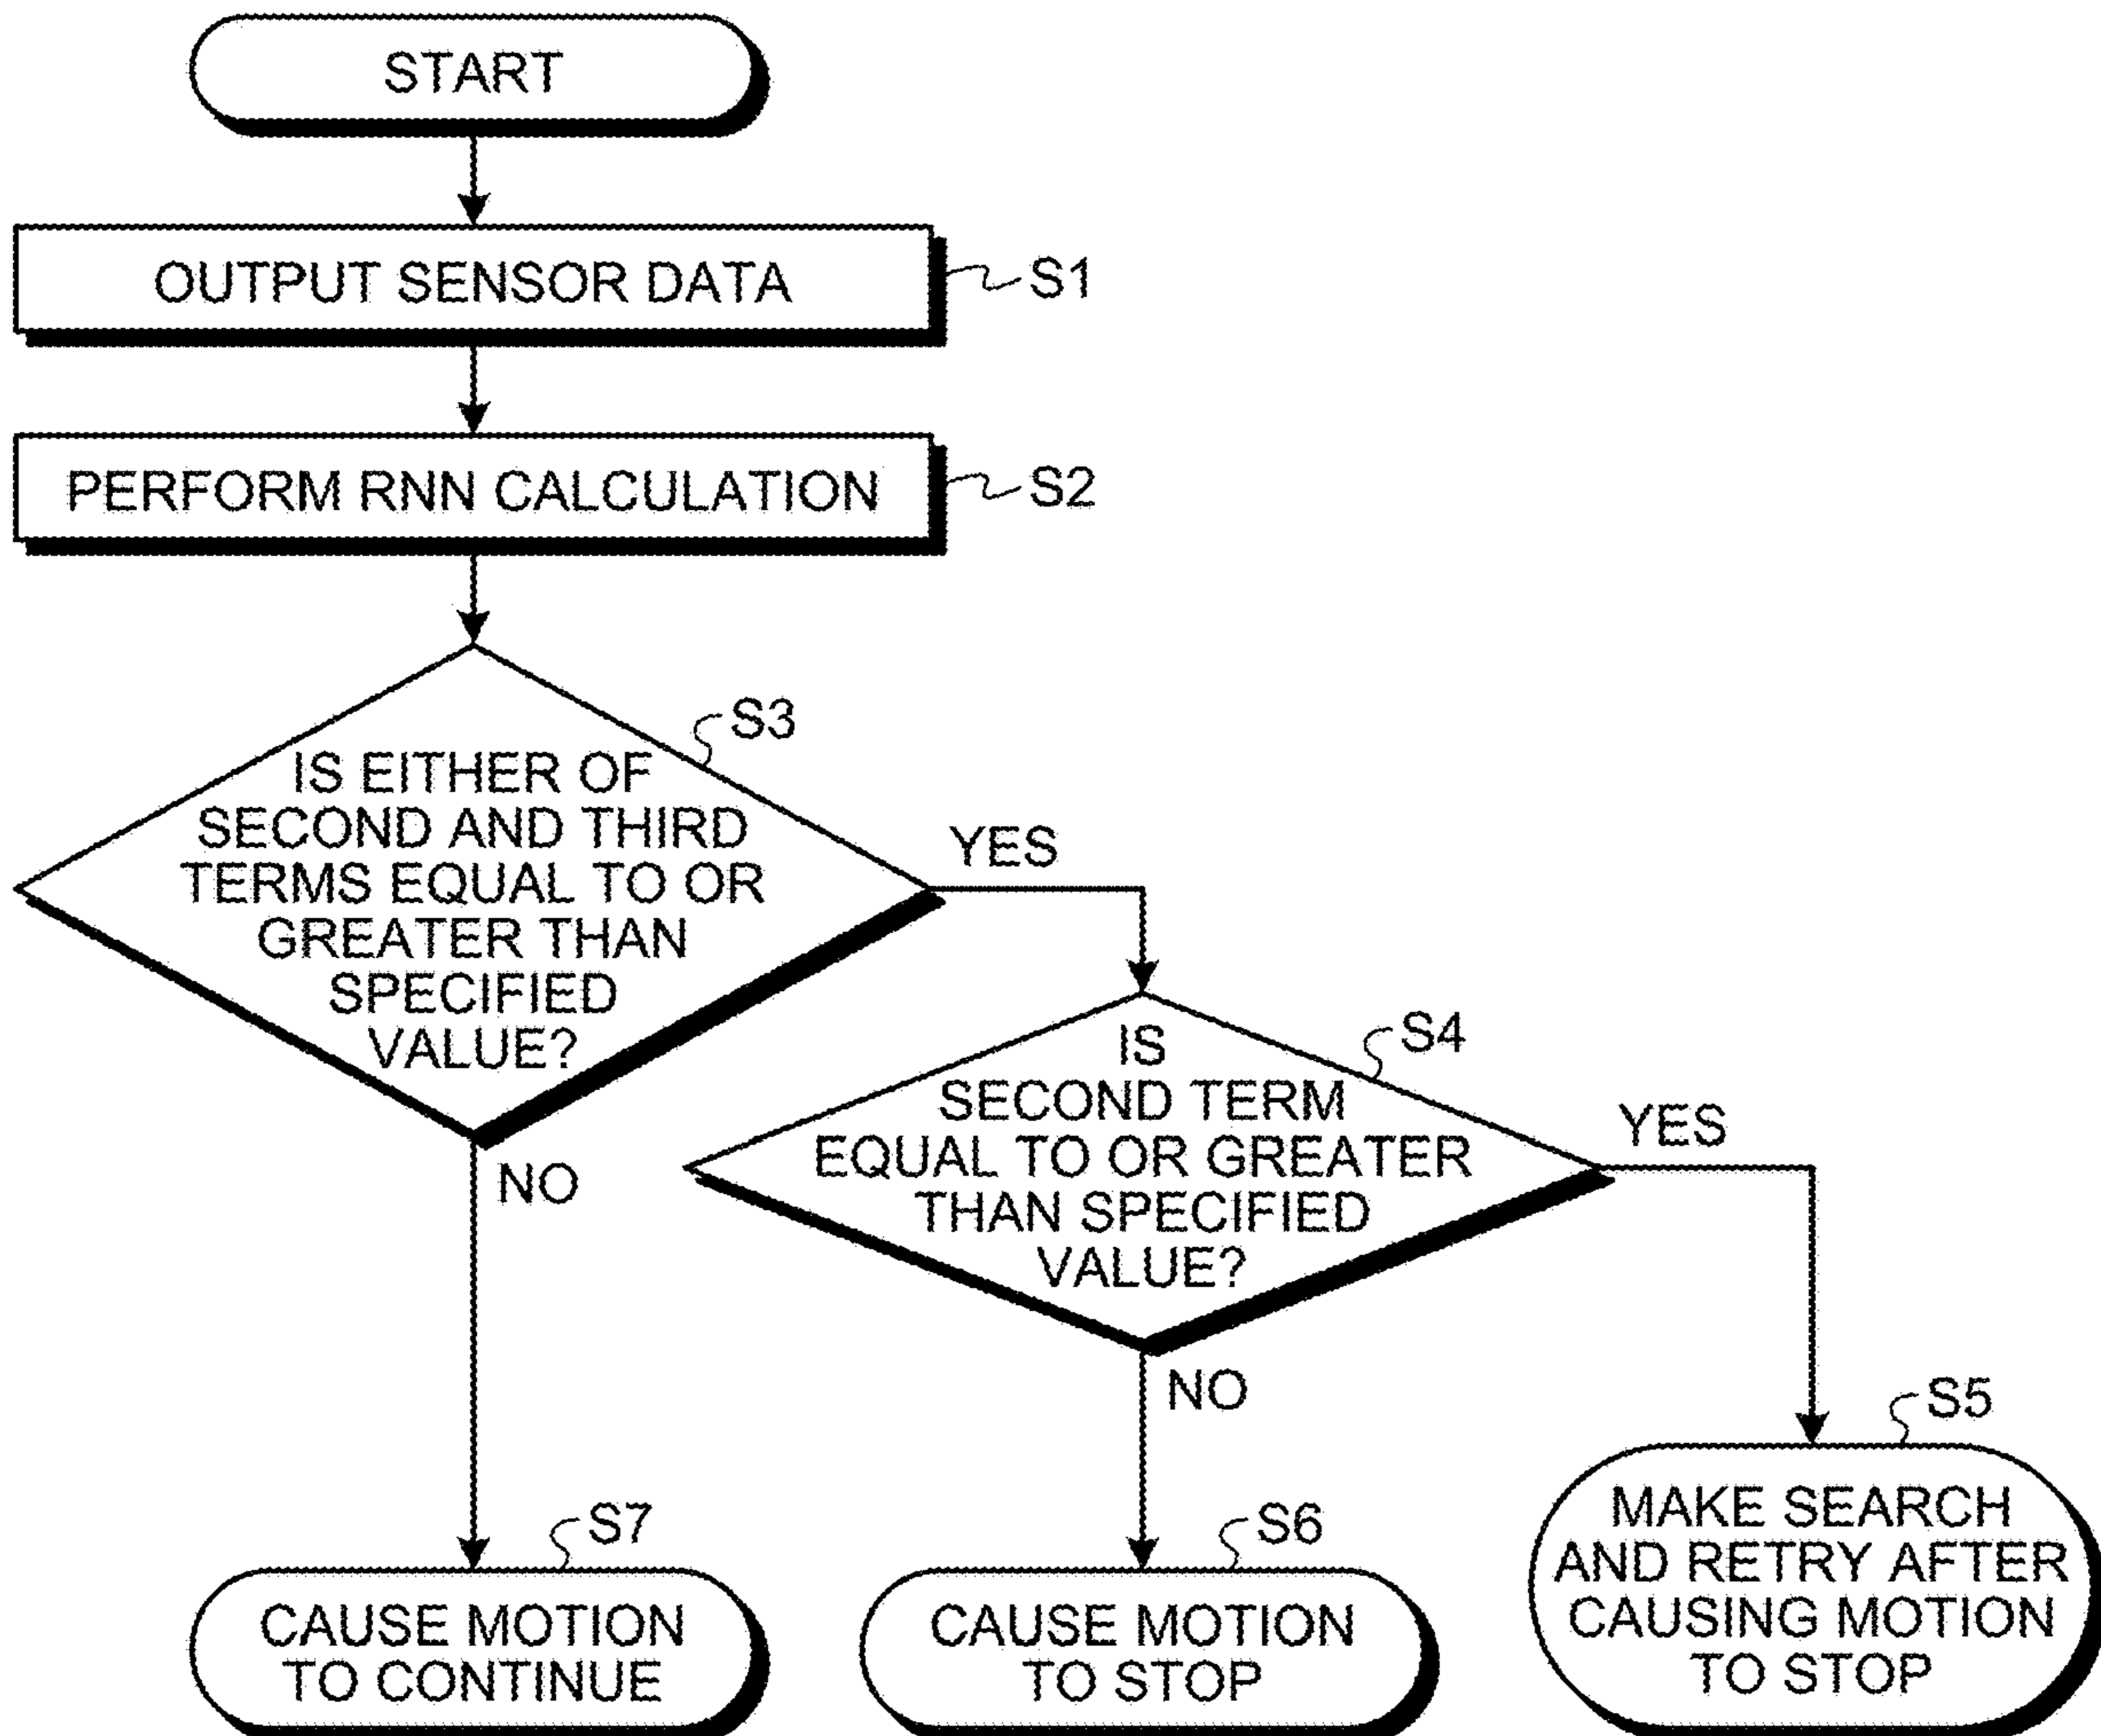 START
OUTPUT SENSOR DATA
S1
PERFORM RNN CALCULATION
S2
S3
IS EITHER OF
SECOND AND THIRD
TERMS EQUAL TO OR
GREATER THAN
SPECIFIED
VALUE?
YES
NO
S4
IS
SECOND TERM
EQUAL TO OR GREATER
THAN SPECIFIED
VALUE?
YES
NO
S7
CAUSE MOTION
TO CONTINUE
S6
CAUSE MOTION
TO STOP
S5
MAKE SEARCH
AND RETRY AFTER
CAUSING MOTION
TO STOP